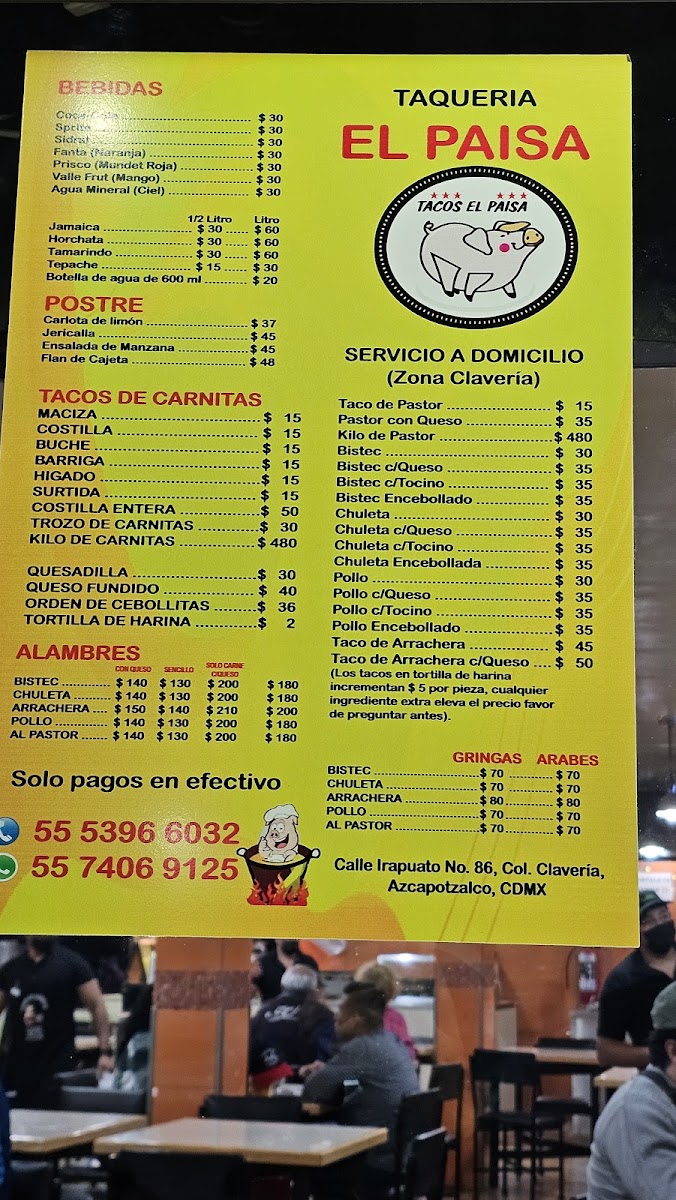 BEBIDAS
Coca-Cola ........ $ 30
Sprite ........ $ 30
Sidral ........ $ 30
Fanta (Naranja) ........ $ 30
Prisco (Mundet Roja) ........ $ 30
Valle Frut (Mango) ........ $ 30
Agua Mineral (Ciel) ........ $ 30
1/2 Litro Litro
Jamaica ........ $ 30 ...... $ 60
Horchata ........ $ 30 ...... $ 60
Tamarindo ........ $ 30 ...... $ 60
Tepache ........ $ 15 ...... $ 30
Botella de agua de 600 ml ........ $ 20
POSTRE
Carlota de limón ........ $ 37
Jericalla ........ $ 45
Ensalada de Manzana ........ $ 45
Flan de Cajeta ........ $ 48
TACOS DE CARNITAS
MACIZA ........ $ 15
COSTILLA ........ $ 15
BUCHE ........ $ 15
BARRIGA ........ $ 15
HIGADO ........ $ 15
SURTIDA ........ $ 15
COSTILLA ENTERA ........ $ 50
TROZO DE CARNITAS ........ $ 30
KILO DE CARNITAS ........ $ 480
QUESADILLA ........ $ 30
QUESO FUNDIDO ........ $ 40
ORDEN DE CEBOLLITAS ........ $ 36
TORTILLA DE HARINA ........ $ 2
ALAMBRES
CON QUESO SENCILLO SOLO CARNE
C/QUESO
BISTEC ........ $ 140 $ 130 $ 200 $ 180
CHULETA ........ $ 140 $ 130 $ 200 $ 180
ARRACHERA .... $ 150 $ 140 $ 210 $ 200
POLLO ........ $ 140 $ 130 $ 200 $ 180
AL PASTOR ........ $ 140 $ 130 $ 200 $ 180
Solo pagos en efectivo
55 5396 6032
55 7406 9125
TAQUERIA
EL PAISA
TACOS EL PAISA
SERVICIO A DOMICILIO
(Zona Clavería)
Taco de Pastor ........ $ 15
Pastor con Queso ........ $ 35
Kilo de Pastor ........ $ 480
Bistec ........ $ 30
Bistec c/Queso ........ $ 35
Bistec c/Tocino ........ $ 35
Bistec Encebollado ........ $ 35
Chuleta ........ $ 30
Chuleta c/Queso ........ $ 35
Chuleta c/Tocino ........ $ 35
Chuleta Encebollada ........ $ 35
Pollo ........ $ 30
Pollo c/Queso ........ $ 35
Pollo c/Tocino ........ $ 35
Pollo Encebollado ........ $ 35
Taco de Arrachera ........ $ 45
Taco de Arrachera c/Queso .... $ 50
(Los tacos en tortilla de harina
incrementan $ 5 por pieza, cualquier
ingrediente extra eleva el precio favor
de preguntar antes).
GRINGAS ARABES
BISTEC ........ $ 70 ........ $ 70
CHULETA ........ $ 70 ........ $ 70
ARRACHERA ........ $ 80 ........ $ 80
POLLO ........ $ 70 ........ $ 70
AL PASTOR ........ $ 70 ........ $ 70
Calle Irapuato No. 86, Col. Clavería,
Azcapotzalco, CDMX